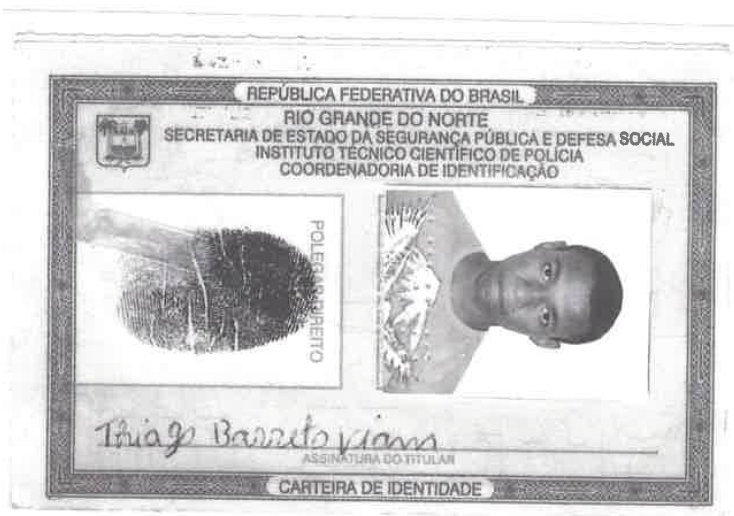 REPÚBLICA FEDERATIVA DO BRASIL
RIO GRANDE DO NORTE
SECRETARIA DE ESTADO DA SEGURANÇA PÚBLICA E DEFESA SOCIAL
INSTITUTO TÉCNICO CIENTÍFICO DE POLÍCIA
COORDENADORIA DE IDENTIFICAÇÃO
POLEGAR DIREITO
Thiago Barreto Viana
ASSINATURA DO TITULAR
CARTEIRA DE IDENTIDADE